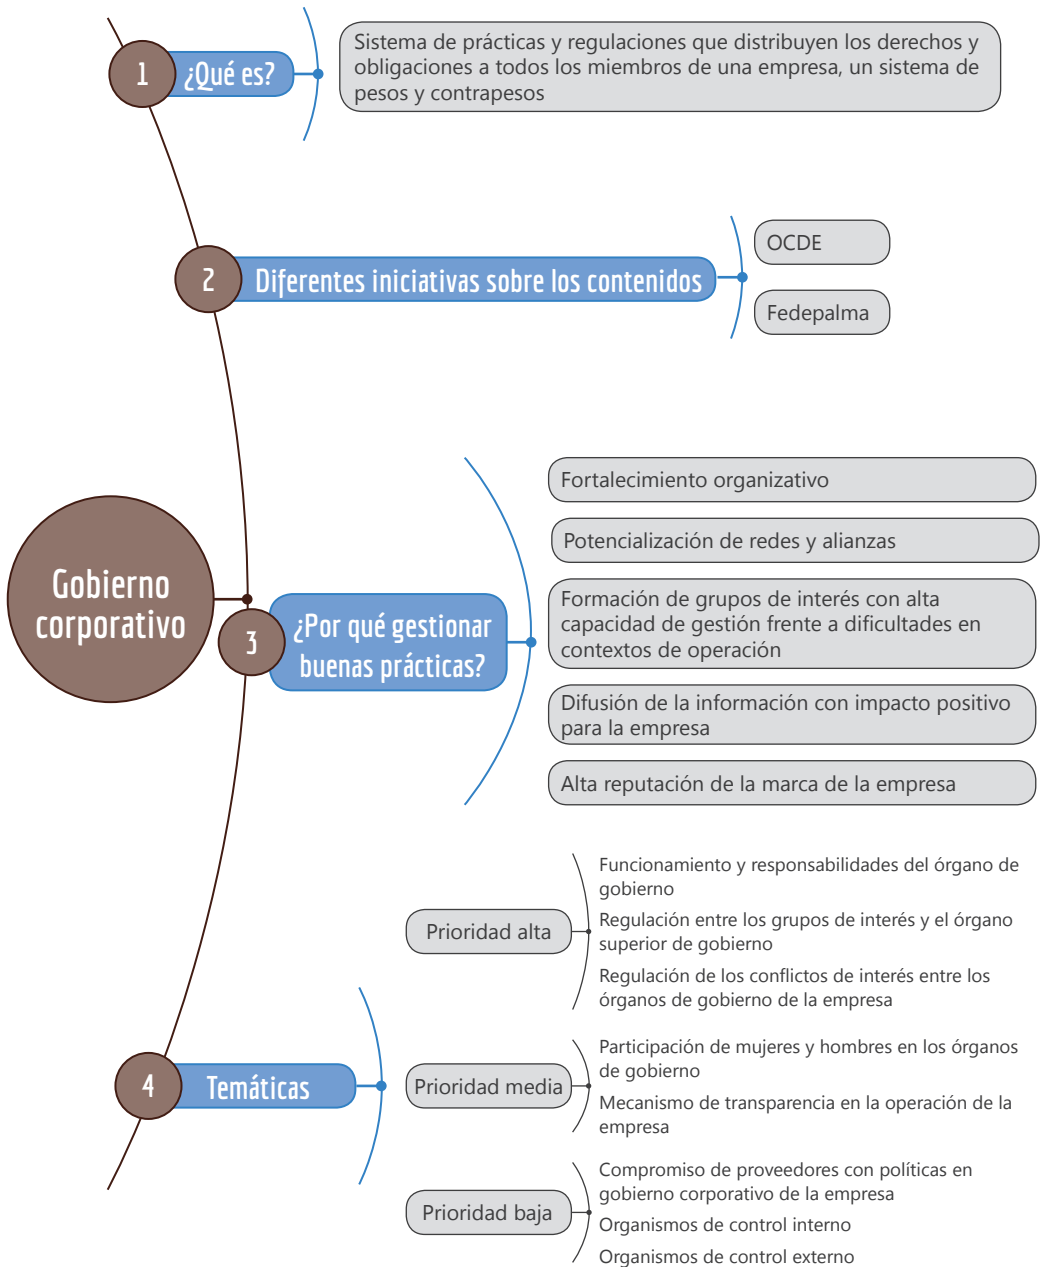 1
¿Qué es?
Sistema de prácticas y regulaciones que distribuyen los derechos y
obligaciones a todos los miembros de una empresa, un sistema de
pesos y contrapesos
2
Diferentes iniciativas sobre los contenidos
OCDE
Fedepalma
Gobierno
corporativo
3
¿Por qué gestionar
buenas prácticas?
Fortalecimiento organizativo
Potencialización de redes y alianzas
Formación de grupos de interés con alta
capacidad de gestión frente a dificultades en
contextos de operación
Difusión de la información con impacto positivo
para la empresa
Alta reputación de la marca de la empresa
4
Temáticas
Prioridad alta
Funcionamiento y responsabilidades del órgano de
gobierno
Regulación entre los grupos de interés y el órgano
superior de gobierno
Regulación de los conflictos de interés entre los
órganos de gobierno de la empresa
Prioridad media
Participación de mujeres y hombres en los órganos
de gobierno
Mecanismo de transparencia en la operación de la
empresa
Prioridad baja
Compromiso de proveedores con políticas en
gobierno corporativo de la empresa
Organismos de control interno
Organismos de control externo